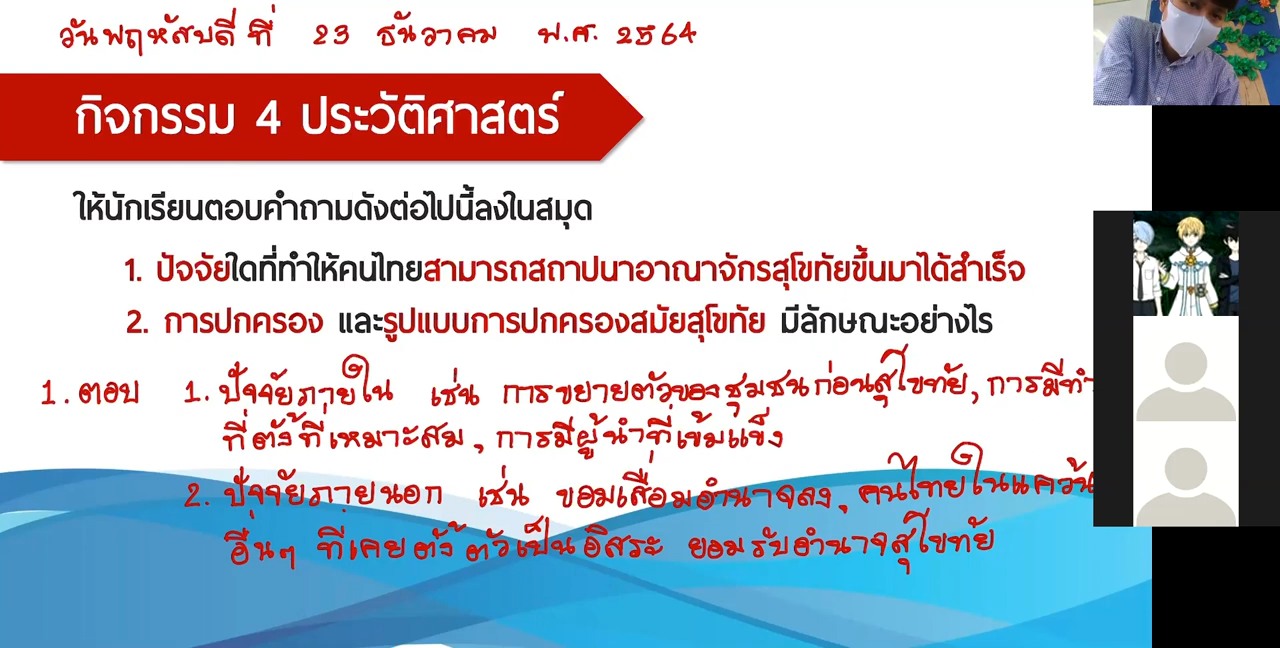 วันพฤหัสบดีที่ 23 ธันวาคม พ.ศ. 2564
กิจกรรม 4 ประวัติศาสตร์
ให้นักเรียนตอบคำถามดังต่อไปนี้ลงในสมุด
1. ปัจจัยใดที่ทำให้คนไทยสามารถสถาปนาอาณาจักรสุโขทัยขึ้นมาได้สำเร็จ
2. การปกครอง และรูปแบบการปกครองสมัยสุโขทัย มีลักษณะอย่างไร
1. ตอบ 1. ปัจจัยภายใน เช่น การขยายตัวของชุมชนก่อนสุโขทัย, การมีทำ
ที่ตั้งที่เหมาะสม, การมีผู้นำที่เข้มแข็ง
2. ปัจจัยภายนอก เช่น ขอมเสื่อมอำนาจลง, คนไทยในแคว้น
อื่นๆ ที่เคยตั้งตัวเป็นอิสระ ยอมรับอำนาจสุโขทัย